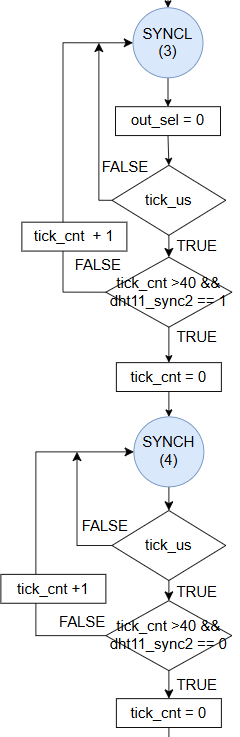 SYNCL
(3)
out_sel = 0
FALSE
tick_us
TRUE
tick_cnt + 1
FALSE
tick_cnt >40 &&
dht11_sync2 == 1
TRUE
tick_cnt = 0
SYNCH
(4)
FALSE
tick_us
TRUE
tick_cnt +1
FALSE
tick_cnt >40 &&
dht11_sync2 == 0
TRUE
tick_cnt = 0